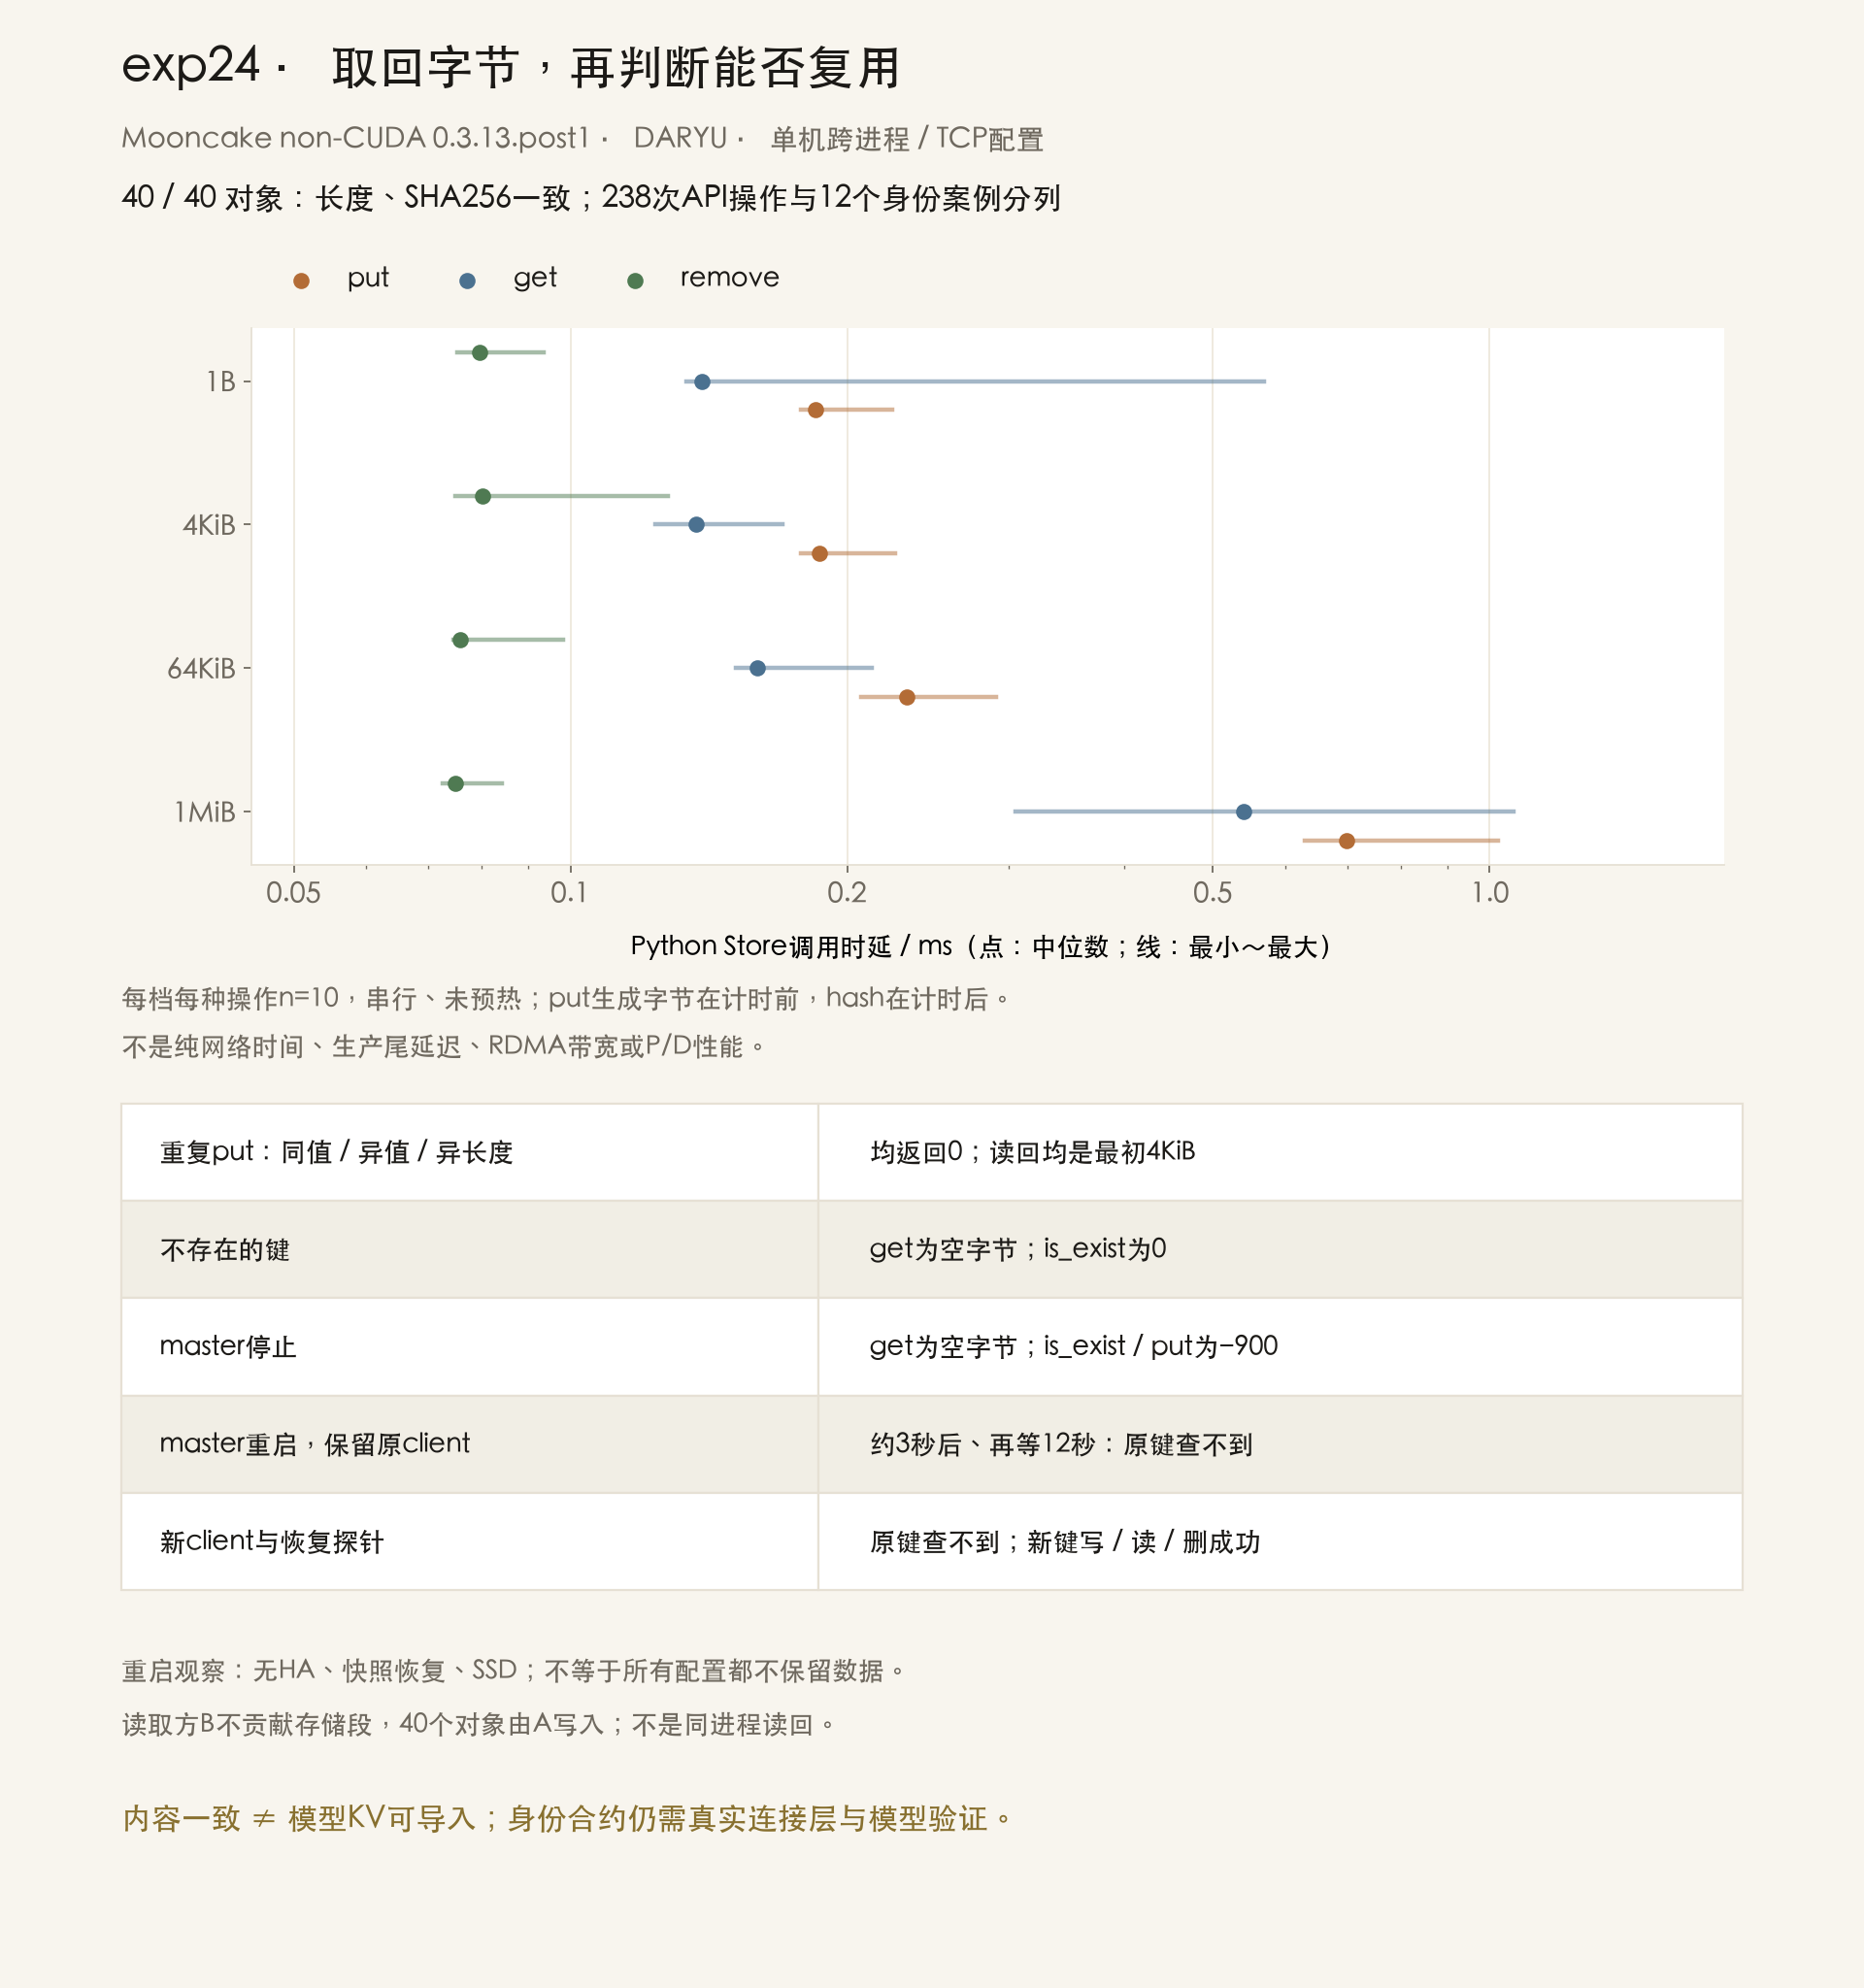 exp24 · 取回字节，再判断能否复用
Mooncake non-CUDA 0.3.13.post1 · DARYU · 单机跨进程 / TCP配置
40 / 40 对象：长度、SHA256一致；238次API操作与12个身份案例分列
put get remove
1B
4KiB
64KiB
1MiB
0.05 0.1 0.2 0.5 1.0
Python Store调用时延 / ms（点：中位数；线：最小～最大）
每档每种操作n=10，串行、未预热；put生成字节在计时前，hash在计时后。
不是纯网络时间、生产尾延迟、RDMA带宽或P/D性能。
重复put：同值 / 异值 / 异长度 均返回0；读回均是最初4KiB
不存在的键 get为空字节；is_exist为0
master停止 get为空字节；is_exist / put为−900
master重启，保留原client 约3秒后、再等12秒：原键查不到
新client与恢复探针 原键查不到；新键写 / 读 / 删成功
重启观察：无HA、快照恢复、SSD；不等于所有配置都不保留数据。
读取方B不贡献存储段，40个对象由A写入；不是同进程读回。
内容一致 ≠ 模型KV可导入；身份合约仍需真实连接层与模型验证。